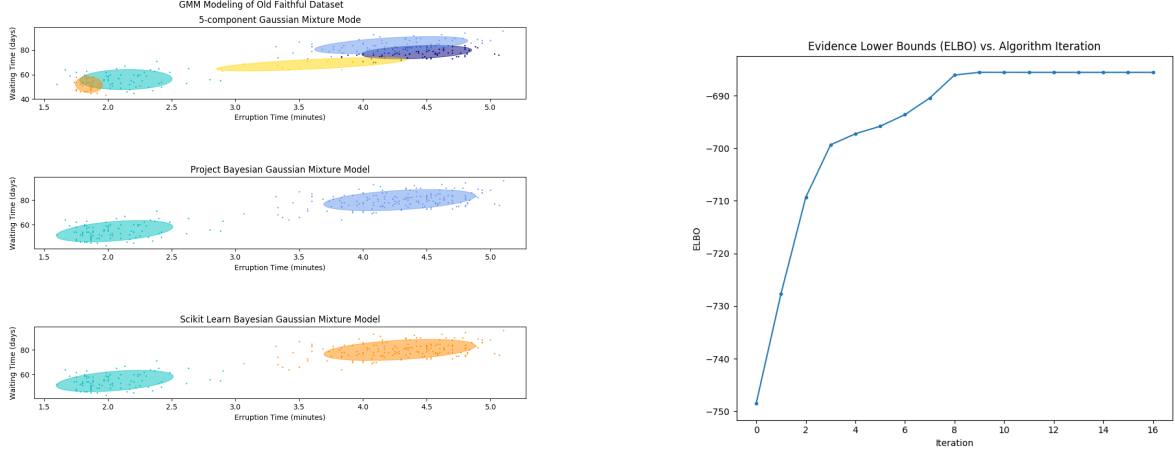 GMM Modeling of Old Faithful Dataset
5-component Gaussian Mixture Mode
Waiting Time (days)
80
60
40
1.5 2.0 2.5 3.0 3.5 4.0 4.5 5.0
Erruption Time (minutes)
Project Bayesian Gaussian Mixture Model
Waiting Time (days)
80
60
1.5 2.0 2.5 3.0 3.5 4.0 4.5 5.0
Erruption Time (minutes)
Scikit Learn Bayesian Gaussian Mixture Model
Waiting Time (days)
80
60
1.5 2.0 2.5 3.0 3.5 4.0 4.5 5.0
Erruption Time (minutes)
Evidence Lower Bounds (ELBO) vs. Algorithm Iteration
ELBO
−690
−700
−710
−720
−730
−740
−750
0 2 4 6 8 10 12 14 16
Iteration